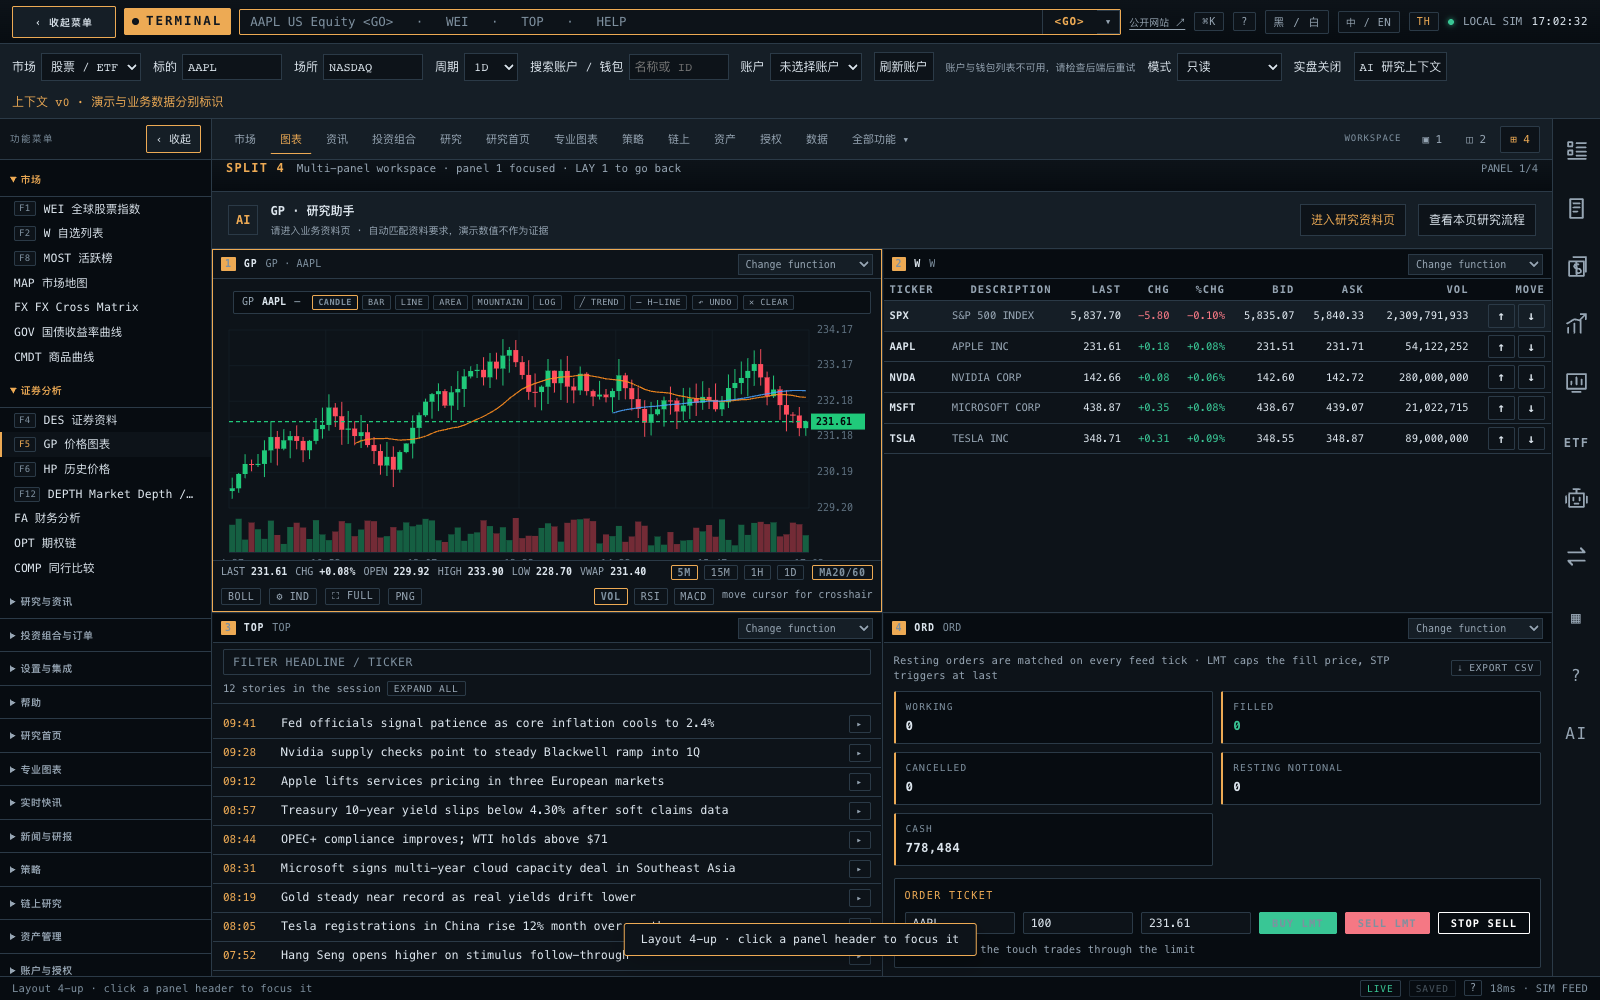 ‹ 收起菜单
TERMINAL
AAPL US Equity <GO> · WEI · TOP · HELP
<GO> ▾
公开网站 ↗
⌘K
?
黑 / 白
中 / EN
TH
LOCAL SIM 17:02:32
市场 股票 / ETF
标的 AAPL
场所 NASDAQ
周期 1D
搜索账户 / 钱包 名称或 ID
账户 未选择账户
刷新账户
账户与钱包列表不可用，请检查后端后重试
模式 只读
实盘关闭
AI 研究上下文
上下文 v0 · 演示与业务数据分别标识
功能菜单
‹ 收起
市场 图表 资讯 投资组合 研究 研究首页 专业图表 策略 链上 资产 授权 数据 全部功能 ▾
WORKSPACE ▣ 1 ◫ 2 ⊞ 4
▼ 市场
F1 WEI 全球股票指数
F2 W 自选列表
F8 MOST 活跃榜
MAP 市场地图
FX FX Cross Matrix
GOV 国债收益率曲线
CMDT 商品曲线
▼ 证券分析
F4 DES 证券资料
F5 GP 价格图表
F6 HP 历史价格
F12 DEPTH Market Depth /…
FA 财务分析
OPT 期权链
COMP 同行比较
▶ 研究与资讯
▶ 投资组合与订单
▶ 设置与集成
▶ 帮助
▶ 研究首页
▶ 专业图表
▶ 实时快讯
▶ 新闻与研报
▶ 策略
▶ 链上研究
▶ 资产管理
▶ 账户与授权
SPLIT 4 Multi-panel workspace · panel 1 focused · LAY 1 to go back
PANEL 1/4
AI
GP · 研究助手
请进入业务资料页 · 自动匹配资料要求，演示数值不作为证据
进入研究资料页
查看本页研究流程
1 GP GP · AAPL
Change function
GP AAPL —
CANDLE BAR LINE AREA MOUNTAIN LOG
╱ TREND — H-LINE ↶ UNDO × CLEAR
234.17
233.17
232.18
231.61
231.18
230.19
229.20
LAST 231.61 CHG +0.08% OPEN 229.92 HIGH 233.90 LOW 228.70 VWAP 231.40
5M 15M 1H 1D MA20/60
BOLL ⚙ IND ⛶ FULL PNG
VOL RSI MACD move cursor for crosshair
2 W W
Change function
TICKER DESCRIPTION LAST CHG %CHG BID ASK VOL MOVE
SPX S&P 500 INDEX 5,837.70 −5.80 −0.10% 5,835.07 5,840.33 2,309,791,933 ↑ ↓
AAPL APPLE INC 231.61 +0.18 +0.08% 231.51 231.71 54,122,252 ↑ ↓
NVDA NVIDIA CORP 142.66 +0.08 +0.06% 142.60 142.72 280,000,000 ↑ ↓
MSFT MICROSOFT CORP 438.87 +0.35 +0.08% 438.67 439.07 21,022,715 ↑ ↓
TSLA TESLA INC 348.71 +0.31 +0.09% 348.55 348.87 89,000,000 ↑ ↓
3 TOP TOP
Change function
FILTER HEADLINE / TICKER
12 stories in the session EXPAND ALL
09:41 Fed officials signal patience as core inflation cools to 2.4%
09:28 Nvidia supply checks point to steady Blackwell ramp into 1Q
09:12 Apple lifts services pricing in three European markets
08:57 Treasury 10-year yield slips below 4.30% after soft claims data
08:44 OPEC+ compliance improves; WTI holds above $71
08:31 Microsoft signs multi-year cloud capacity deal in Southeast Asia
08:19 Gold steady near record as real yields drift lower
08:05 Tesla registrations in China rise 12% month over
07:52 Hang Seng opens higher on stimulus follow-through
4 ORD ORD
Change function
Resting orders are matched on every feed tick · LMT caps the fill price, STP
triggers at last
↓ EXPORT CSV
WORKING
0
FILLED
0
CANCELLED
0
RESTING NOTIONAL
0
CASH
778,484
ORDER TICKET
AAPL 100 231.61 BUY LMT SELL LMT STOP SELL
the touch trades through the limit
Layout 4-up · click a panel header to focus it
ETF
?
AI
Layout 4-up · click a panel header to focus it
LIVE SAVED ? 18ms · SIM FEED